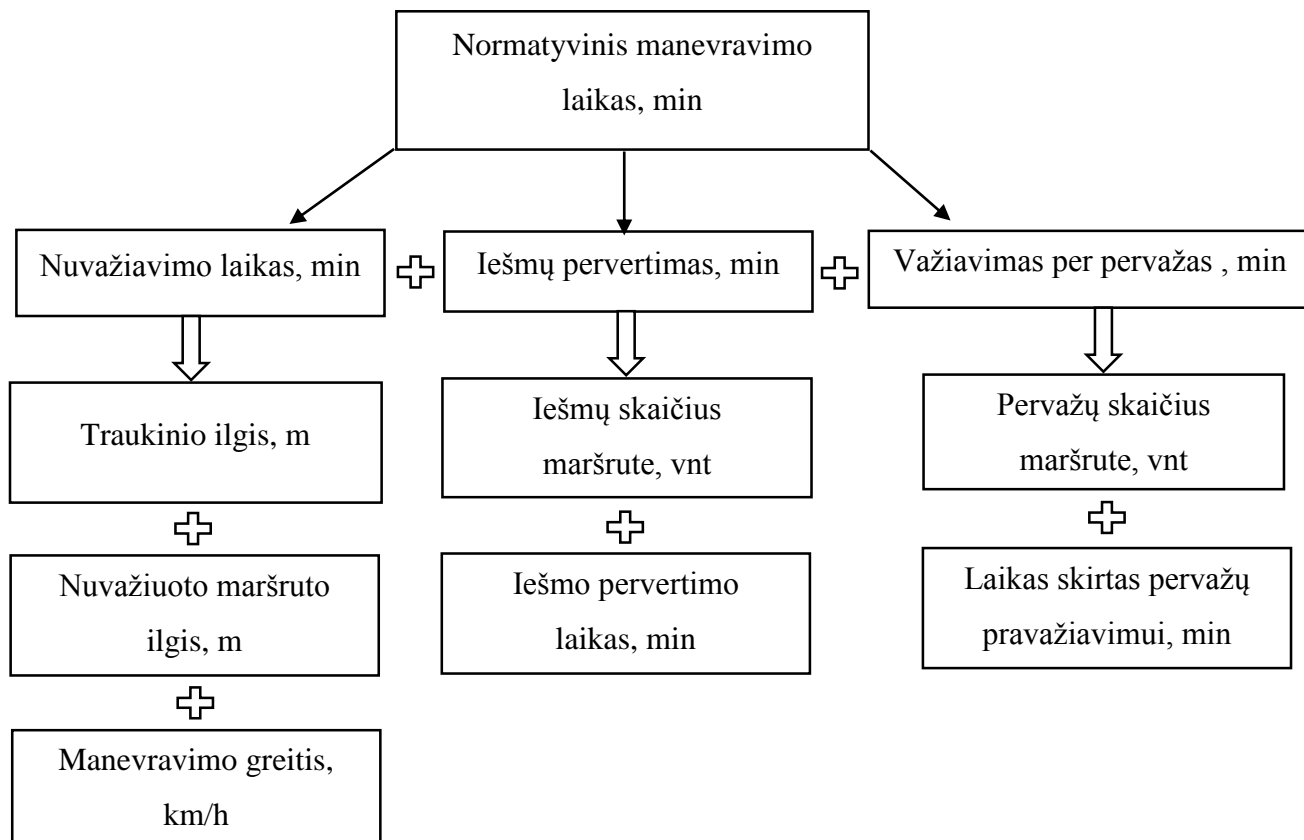 Normatyvinis manevravimo
laikas, min
Nuvažiavimo laikas, min
Iešmų pervertimas, min
Važiavimas per pervažas , min
Traukinio ilgis, m
Iešmų skaičius
maršrute, vnt
Pervažų skaičius
maršrute, vnt
Nuvažiuoto maršruto
ilgis, m
Iešmo pervertimo
laikas, min
Laikas skirtas pervažų
pravažiavimui, min
Manevravimo greitis,
km/h